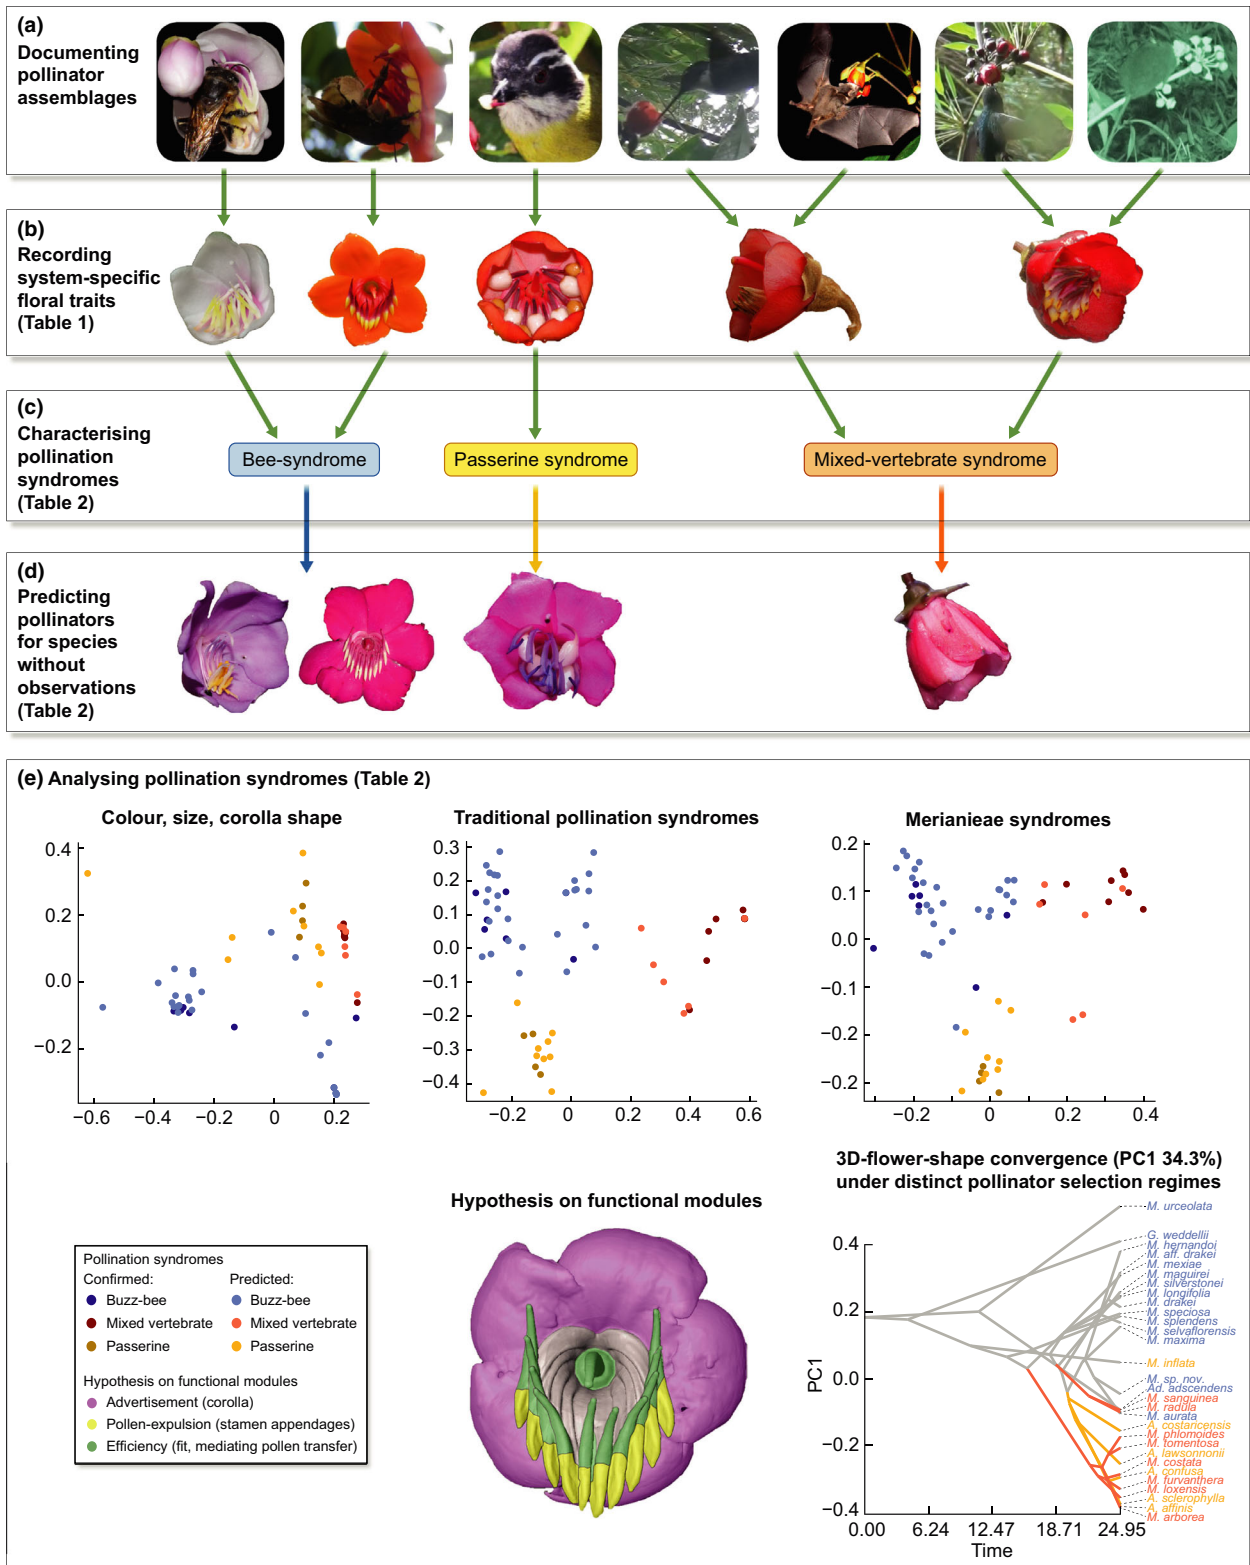 (a)
Documenting
pollinator
assemblages
(b)
Recording
system-specific
floral traits
(Table 1)
(c)
Characterising
pollination
syndromes
(Table 2)
Bee-syndrome
Passerine syndrome
Mixed-vertebrate syndrome
(d)
Predicting
pollinators
for species
without
observations
(Table 2)
(e) Analysing pollination syndromes (Table 2)
Colour, size, corolla shape
0.4
0.2
0.0
−0.2
−0.6
−0.4
−0.2
0.2
Traditional pollination syndromes
0.3
0.2
0.1
0.0
−0.1
−0.2
−0.3
−0.4
−0.2
0
0.2
0.4
0.6
Merianieae syndromes
0.2
0.1
0.0
−0.1
−0.2
−0.2
−0.2
0
0.2
0.4
Pollination syndromes
Confirmed:
Predicted:
Buzz-bee
Buzz-bee
Mixed vertebrate
Mixed vertebrate
Passerine
Passerine
Hypothesis on functional modules
Advertisement (corolla)
Pollen-expulsion (stamen appendages)
Efficiency (fit, mediating pollen transfer)
Hypothesis on functional modules
3D-flower-shape convergence (PC1 34.3%)
under distinct pollinator selection regimes
PC1
0.4
0.2
0.0
−0.2
−0.4
0.00
6.24
12.47
18.71
24.95
Time
M. urceolata
G. weddellii
M. hernandoi
M. aff. drakei
M. mexiae
M. maguirei
M. silverstonei
M. longifolia
M. drakei
M. speciosa
M. splendens
M. selvaflorensis
M. maxima
M. inflata
M. sp. nov.
Ad. adscendens
M. sanguinea
M. radula
M. aurata
A. costaricensis
M. phlomoides
M. tomentosa
A. lawsonnonii
M. costata
A. confusa
M. furvanthera
M. loxensis
A. sclerophylla
A. affinis
M. arborea